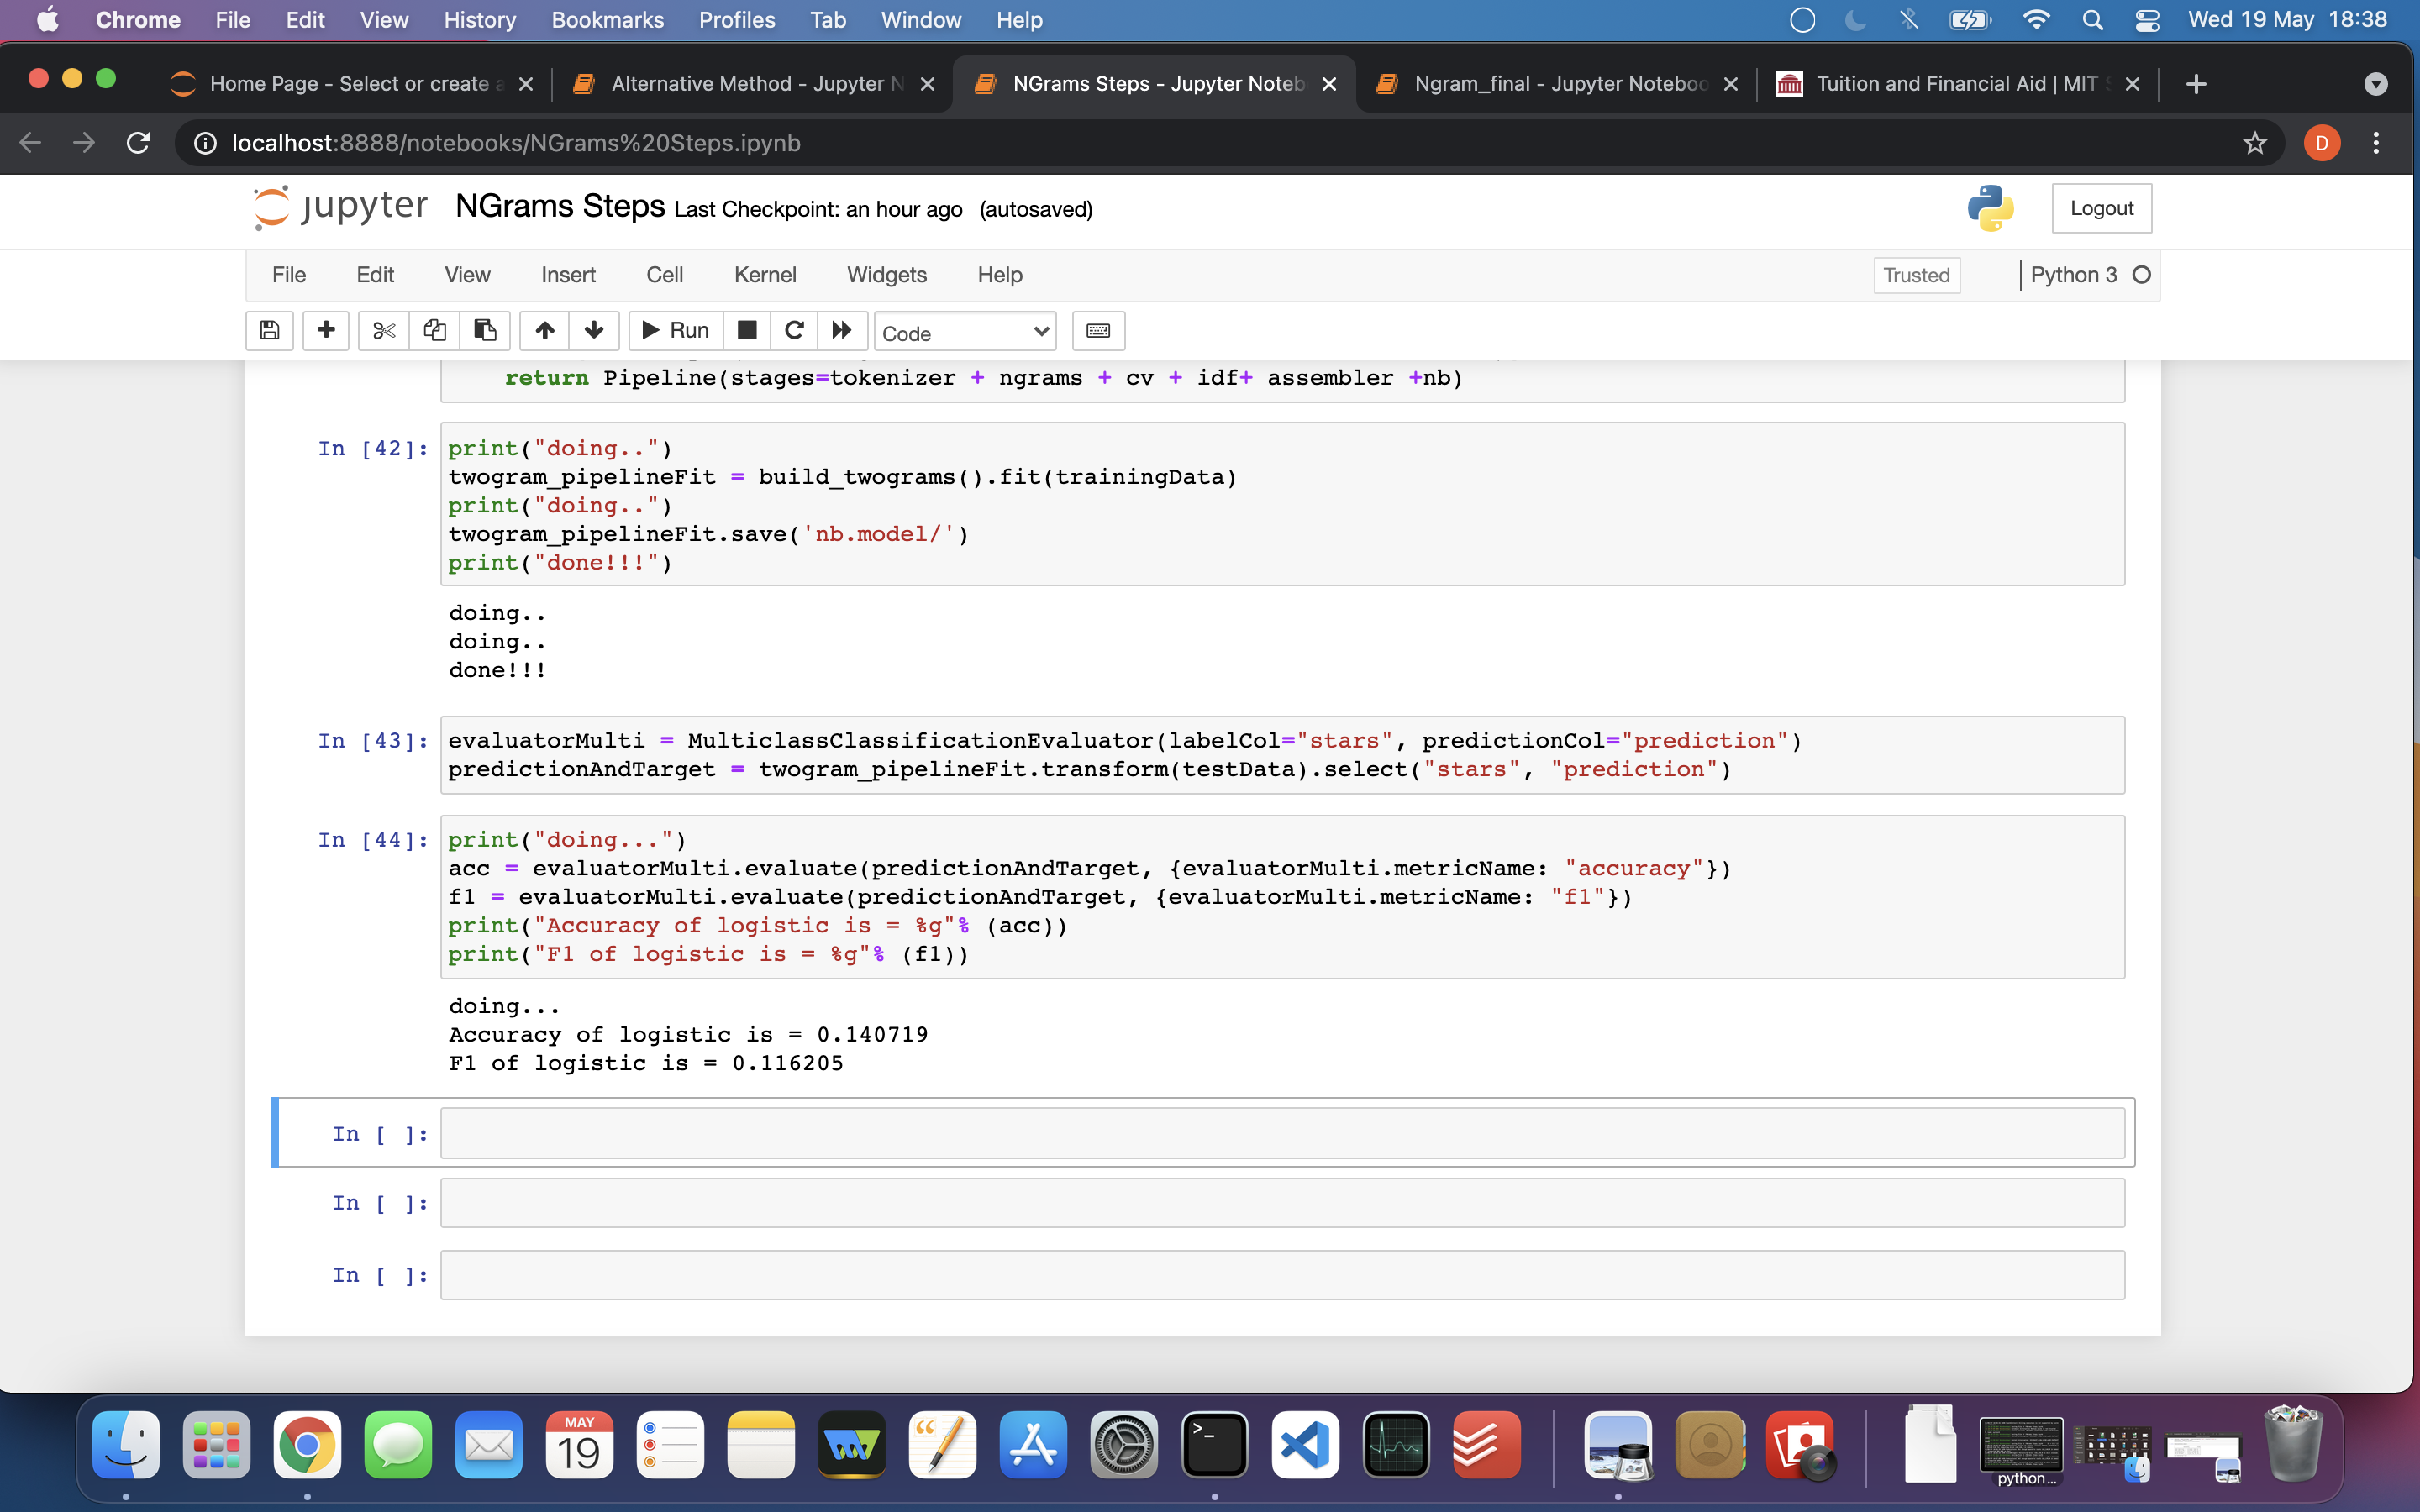 Chrome File Edit View History Bookmarks Profiles Tab Window Help Wed 19 May 18:38
Home Page - Select or create a Alternative Method - Jupyter N NGrams Steps - Jupyter Noteb Ngram_final - Jupyter Noteboo Tuition and Financial Aid | MIT S
localhost:8888/notebooks/NGrams%20Steps.ipynb D
jupyter NGrams Steps Last Checkpoint: an hour ago (autosaved) Logout
File Edit View Insert Cell Kernel Widgets Help Trusted Python 3
Run Code
return Pipeline(stages=tokenizer + ngrams + cv + idf+ assembler +nb)
In [42]: print("doing..")
twogram_pipelineFit = build_twograms().fit(trainingData)
print("doing..")
twogram_pipelineFit.save('nb.model/')
print("done!!!")
doing..
doing..
done!!!
In [43]: evaluatorMulti = MulticlassClassificationEvaluator(labelCol="stars", predictionCol="prediction")
predictionAndTarget = twogram_pipelineFit.transform(testData).select("stars", "prediction")
In [44]: print("doing...")
acc = evaluatorMulti.evaluate(predictionAndTarget, {evaluatorMulti.metricName: "accuracy"})
f1 = evaluatorMulti.evaluate(predictionAndTarget, {evaluatorMulti.metricName: "f1"})
print("Accuracy of logistic is = %g"% (acc))
print("F1 of logistic is = %g"% (f1))
doing...
Accuracy of logistic is = 0.140719
F1 of logistic is = 0.116205
In [ ]:
In [ ]:
In [ ]:
MAY
19
python...